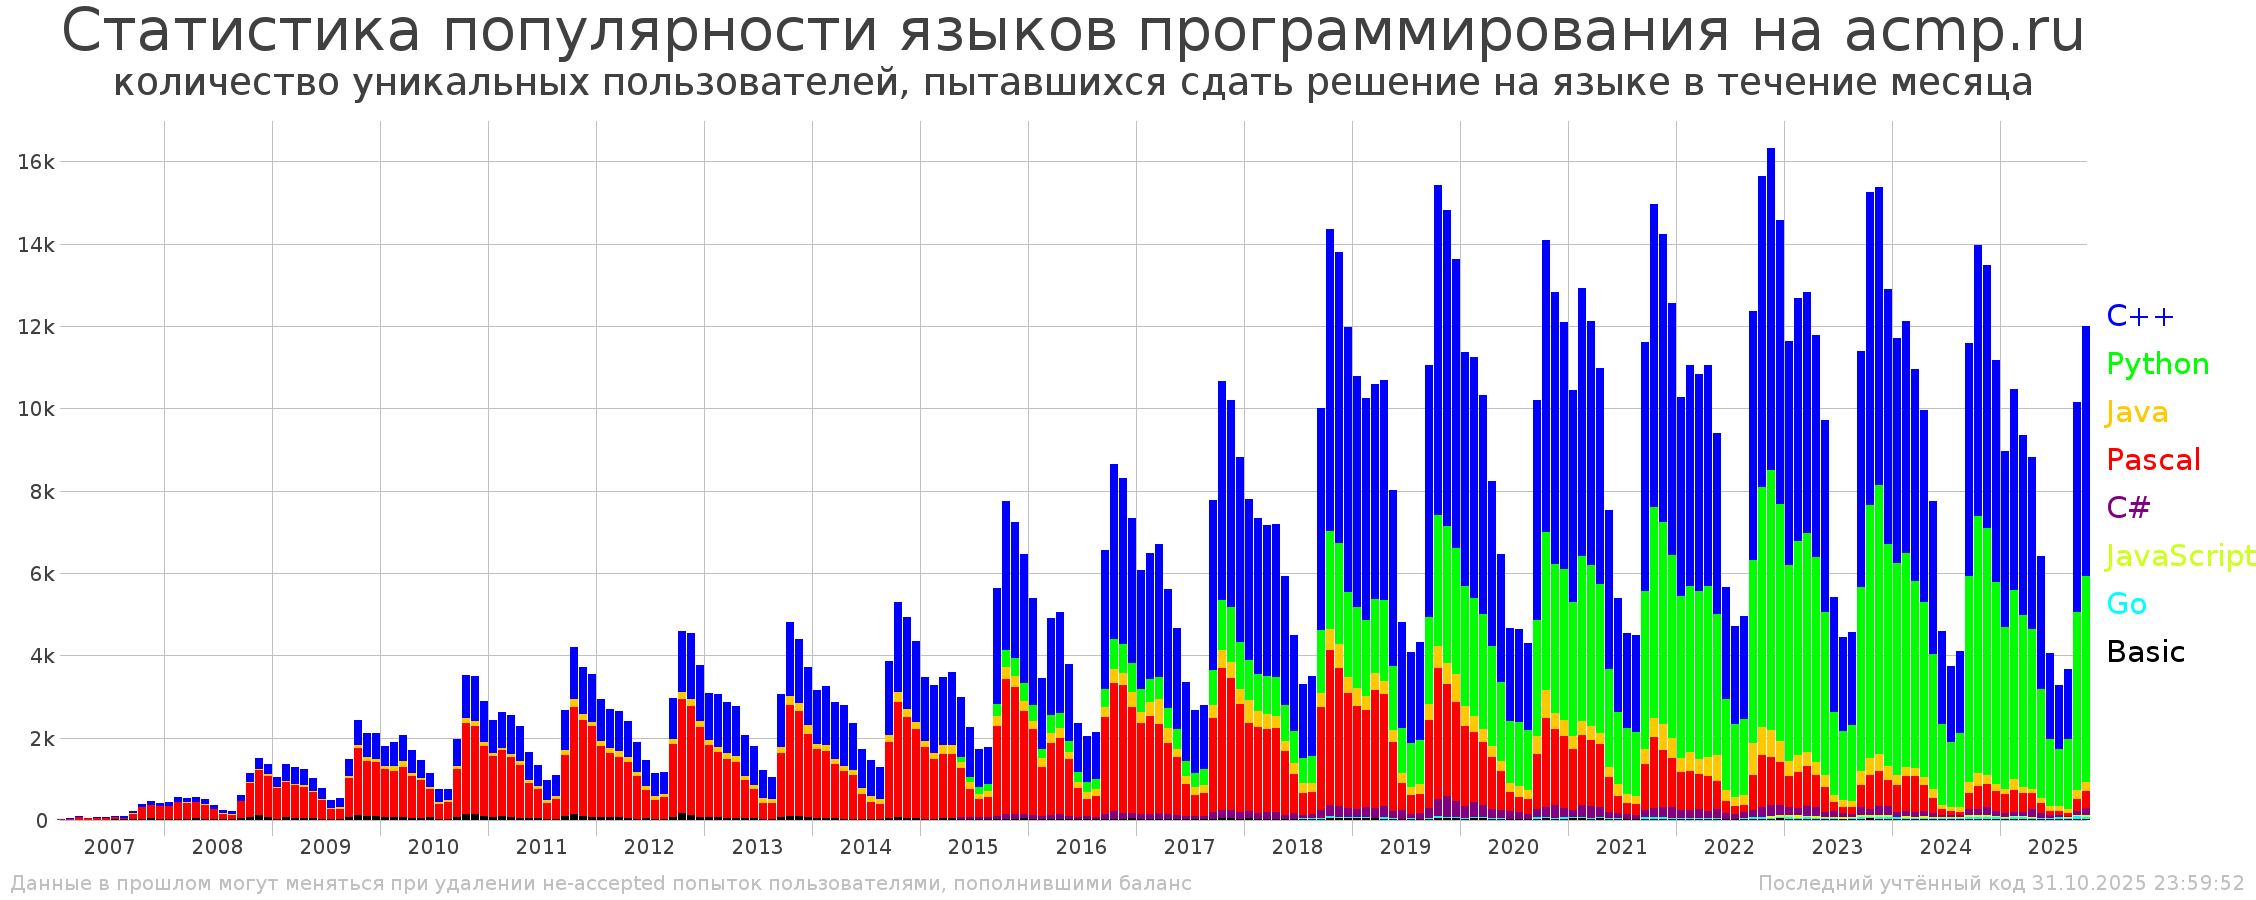 Статистика популярности языков программирования на acmp.ru
количество уникальных пользователей, пытавшихся сдать решение на языке в течение месяца
16k
14k
12k
10k
8k
6k
4k
2k
0
C++
Python
Java
Pascal
C#
JavaScript
Go
Basic
2007 2008 2009 2010 2011 2012 2013 2014 2015 2016 2017 2018 2019 2020 2021 2022 2023 2024 2025
Данные в прошлом могут меняться при удалении не-accepted попыток пользователями, пополнившими баланс
Последний учтённый код 31.10.2025 23:59:52